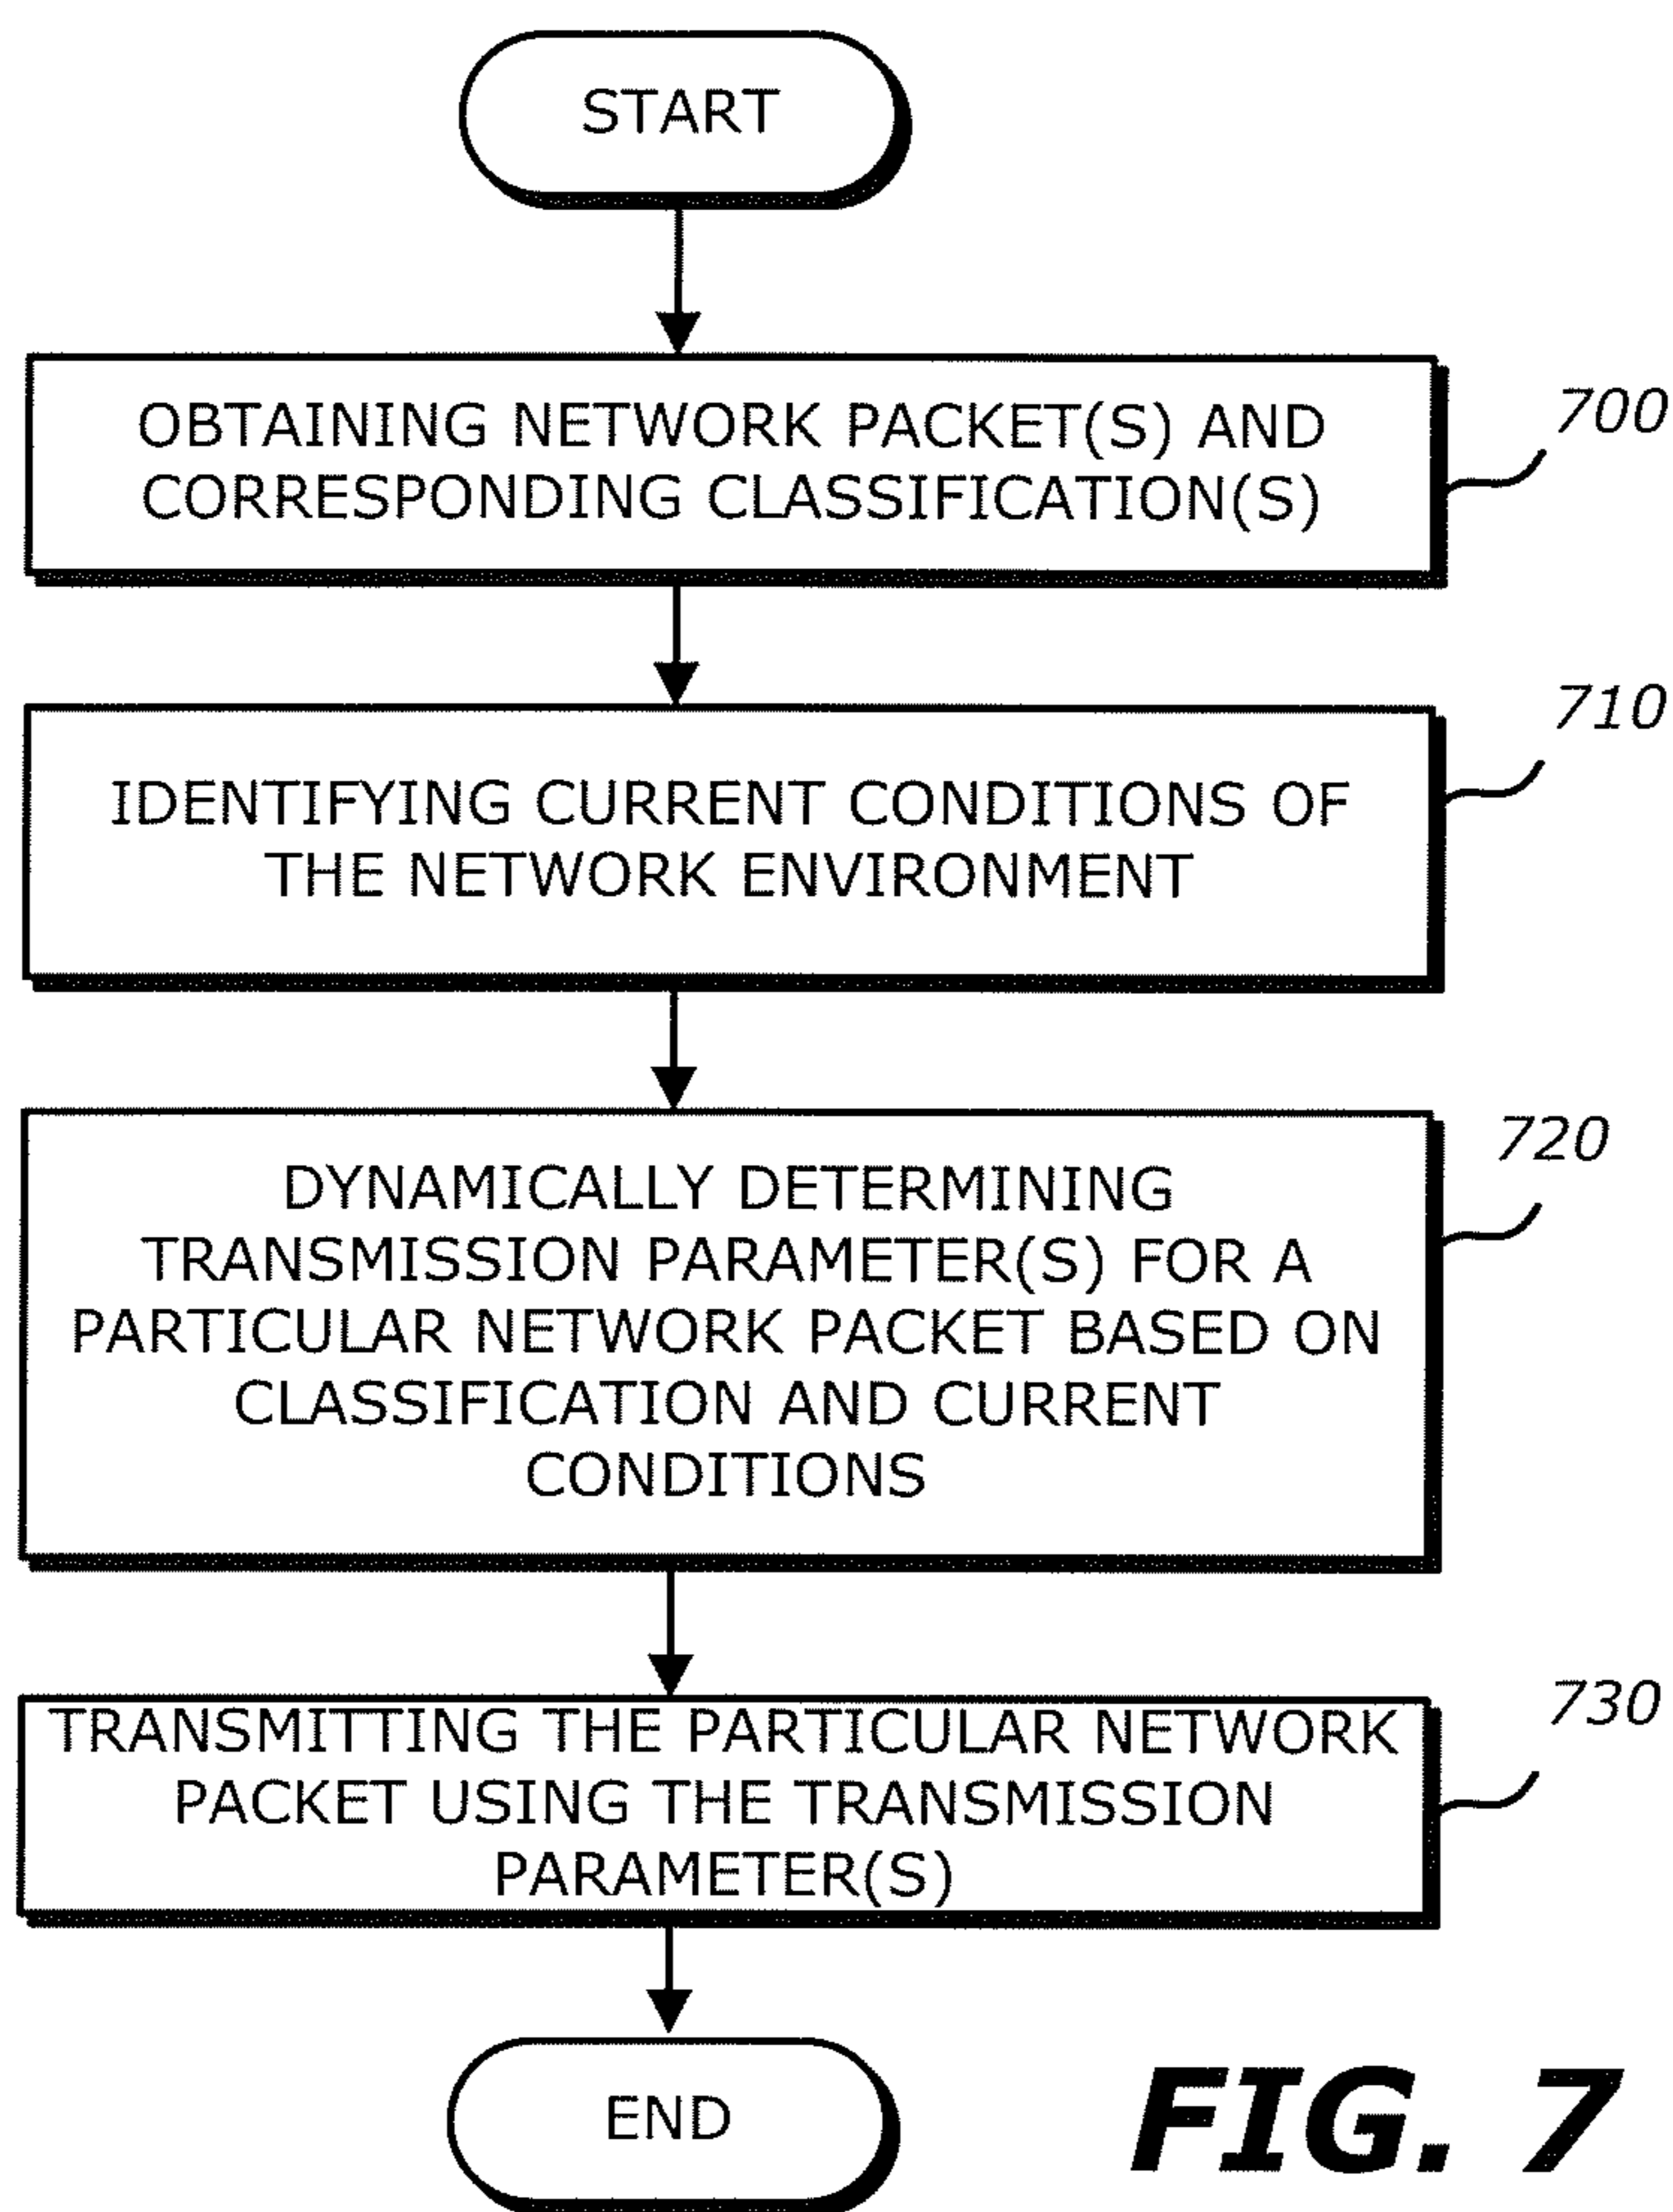 START
OBTAINING NETWORK PACKET(S) AND
CORRESPONDING CLASSIFICATION(S)
700
IDENTIFYING CURRENT CONDITIONS OF
THE NETWORK ENVIRONMENT
710
DYNAMICALLY DETERMINING
TRANSMISSION PARAMETER(S) FOR A
PARTICULAR NETWORK PACKET BASED ON
CLASSIFICATION AND CURRENT
CONDITIONS
720
TRANSMITTING THE PARTICULAR NETWORK
PACKET USING THE TRANSMISSION
PARAMETER(S)
730
END
FIG. 7